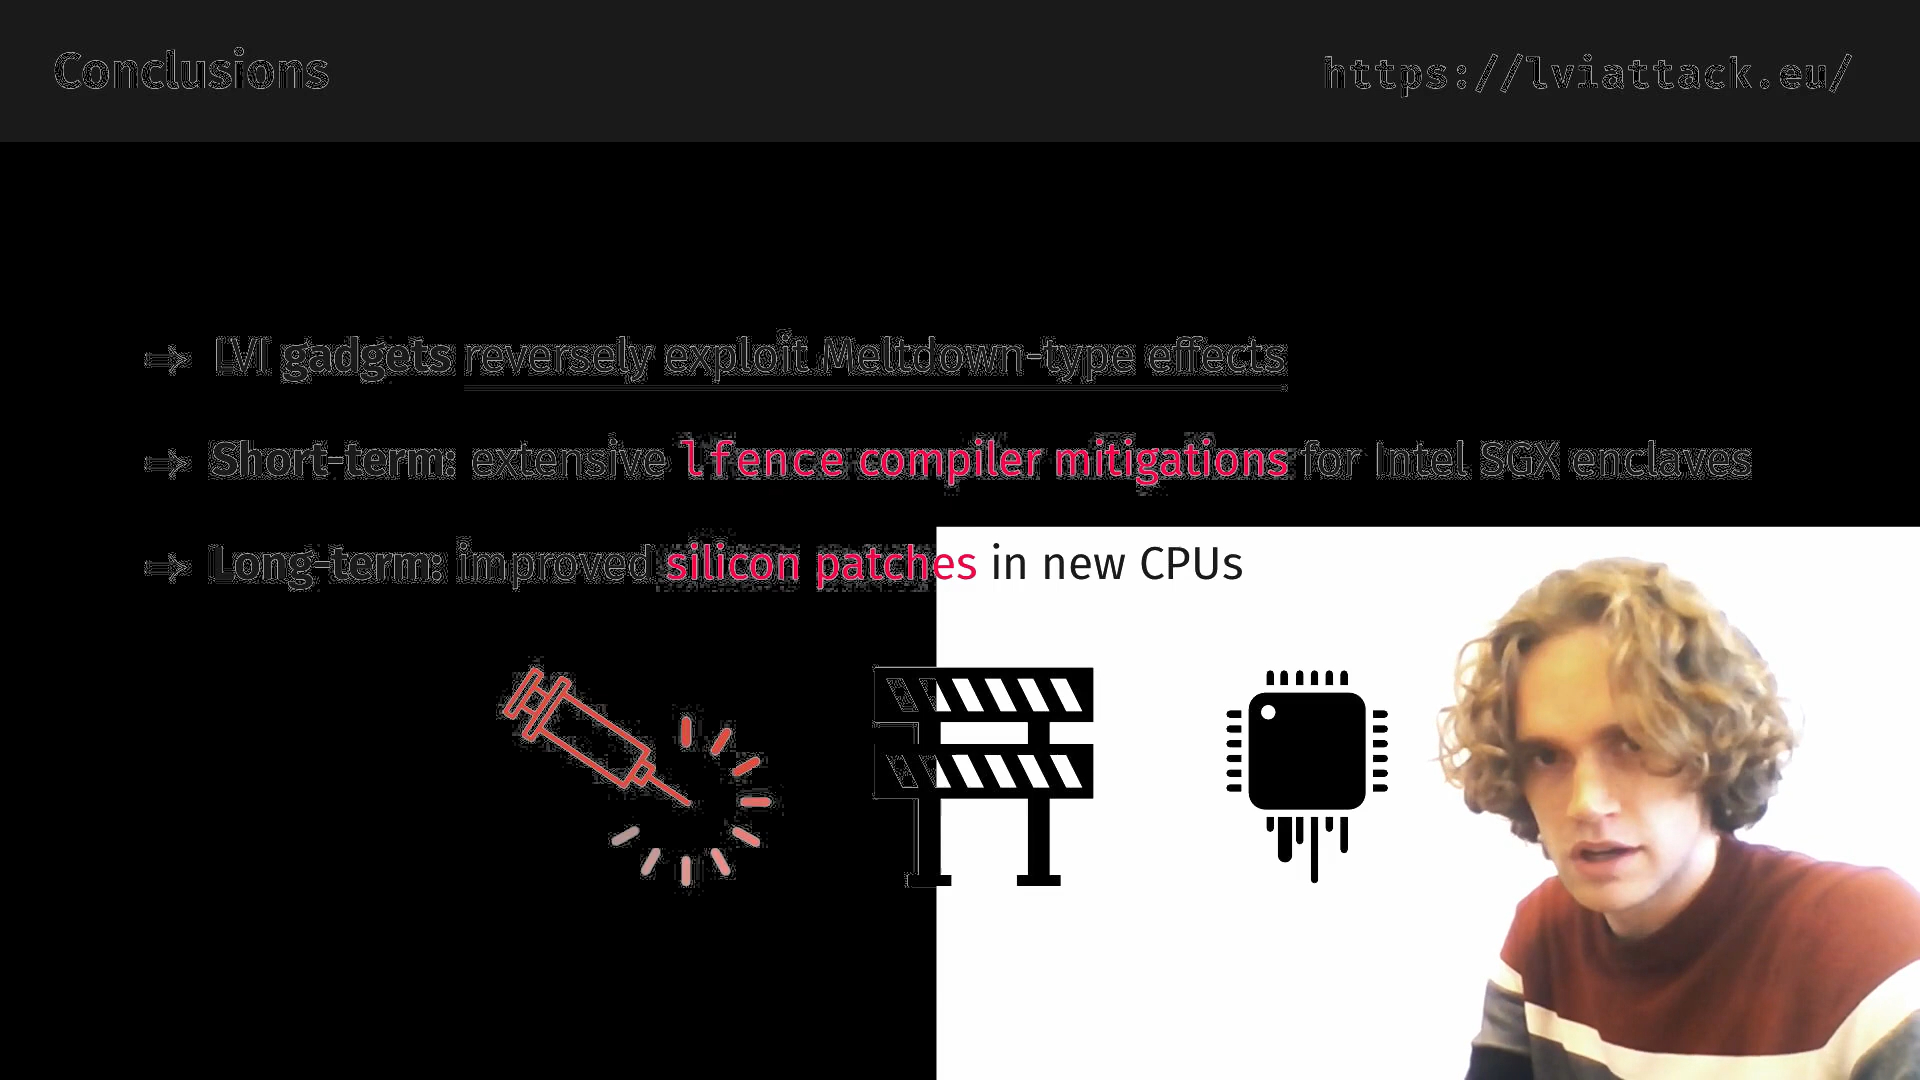 Conclusions
https://lviattack.eu/
⇒ LVI gadgets reversely exploit Meltdown-type effects
⇒ Short-term: extensive lfence compiler mitigations for Intel SGX enclaves
⇒ Long-term: improved silicon patches in new CPUs